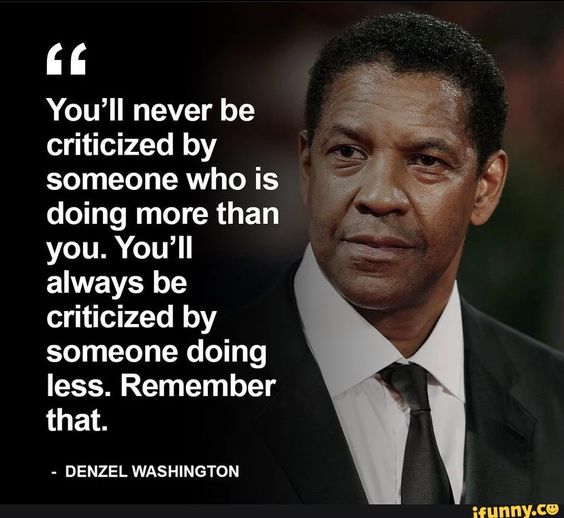 “
You’ll never be
criticized by
someone who is
doing more than
you. You’ll
always be
criticized by
someone doing
less. Remember
that.
- DENZEL WASHINGTON
ifunny.co